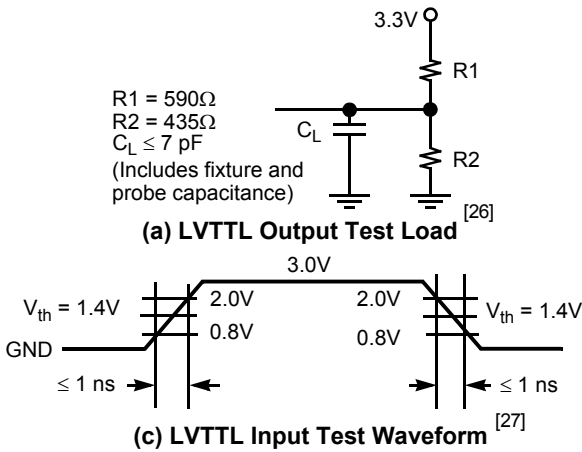 3.3V
R1
R1 = 590Ω
R2 = 435Ω
C_L ≤ 7 pF
(Includes fixture and
probe capacitance)
C_L
R2
(a) LVTTL Output Test Load [26]
3.0V
V_th = 1.4V
2.0V
2.0V
V_th = 1.4V
0.8V
0.8V
GND
≤ 1 ns
≤ 1 ns
(c) LVTTL Input Test Waveform [27]